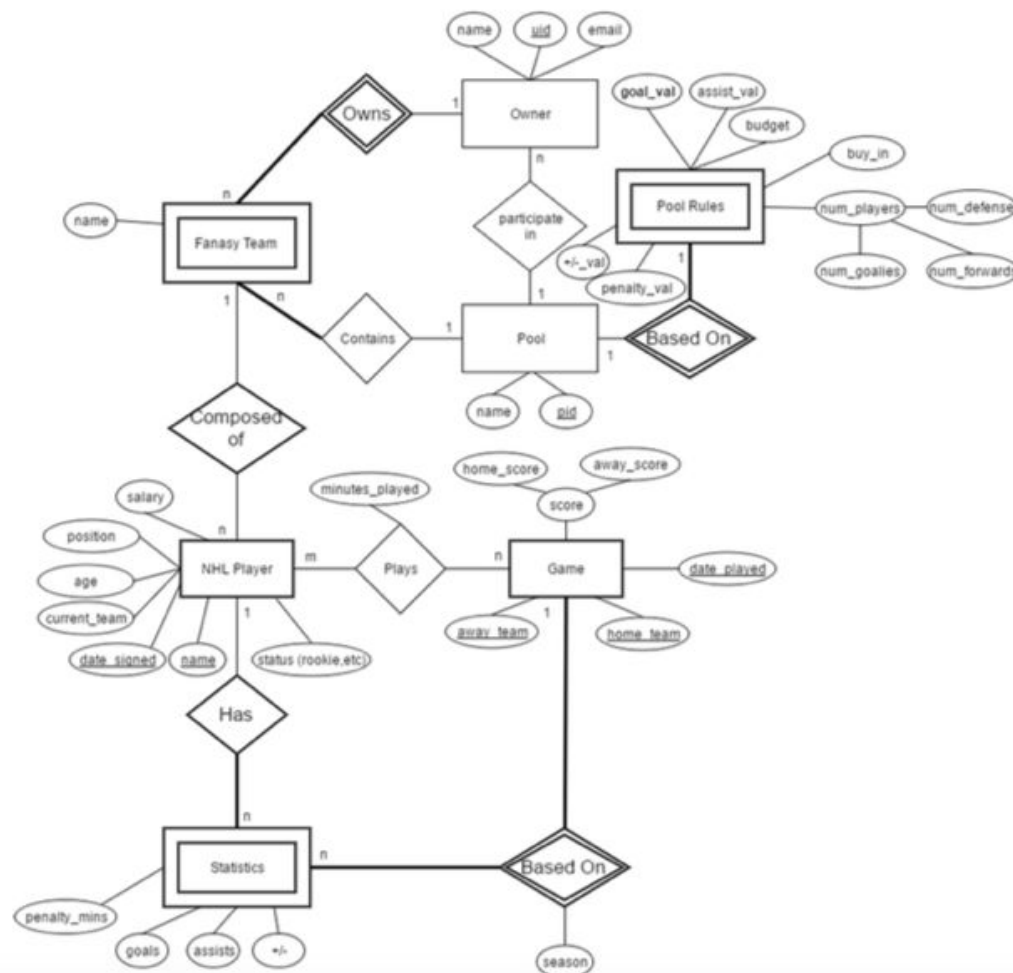 name
uid
email
Owns
1
Owner
goal_val
assist_val
budget
buy_in
n
n
name
Fanasy Team
participate
in
Pool Rules
num_players
num_defense
+/-_val
penalty_val
num_goalies
num_forwards
1
1
n
1
Contains
1
Pool
1
Based On
name
pid
Composed
of
home_score
away_score
minutes_played
score
salary
n
position
NHL Player
m
Plays
n
Game
date_played
age
current_team
1
1
away_team
home_team
date_signed
name
status (rookie,etc)
Has
n
Statistics
n
Based On
penalty_mins
goals
assists
+/-
season